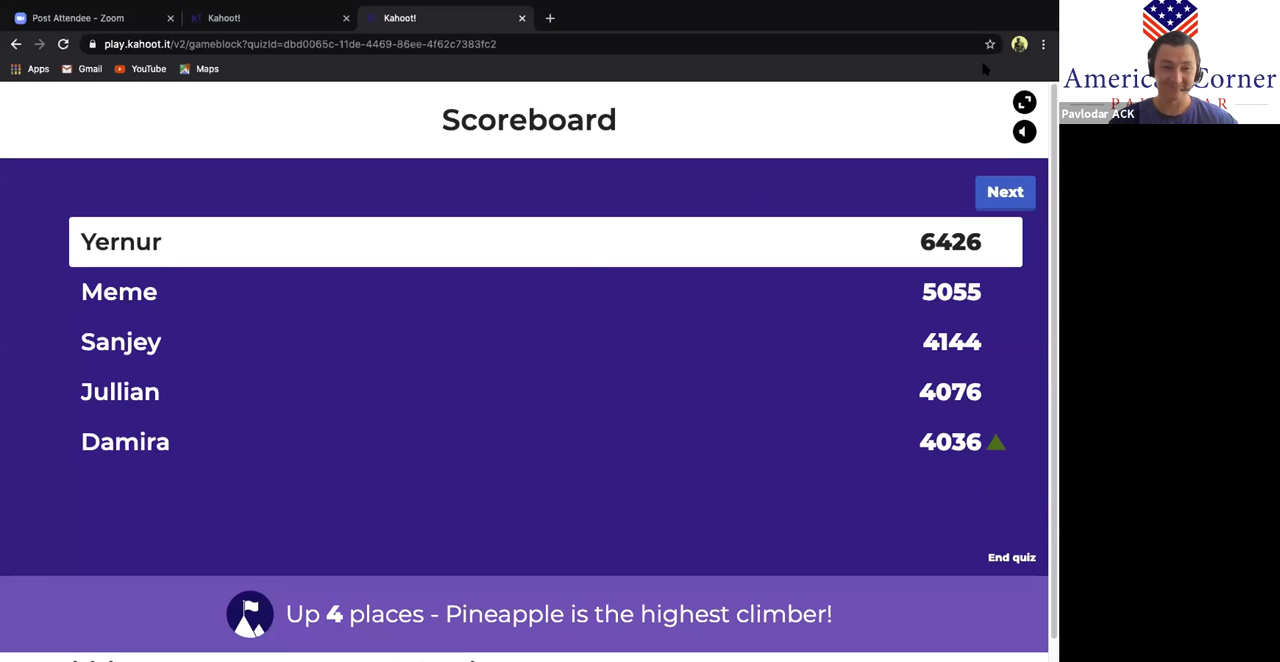 Post Attendee - Zoom
Kahoot!
Kahoot!
play.kahoot.it/v2/gameblock?quizId=dbd0065c-11de-4469-86ee-4f62c7383fc2
Apps Gmail YouTube Maps
Scoreboard
Next
Yernur 6426
Meme 5055
Sanjey 4144
Jullian 4076
Damira 4036
End quiz
Up 4 places - Pineapple is the highest climber!
Pavlodar ACK